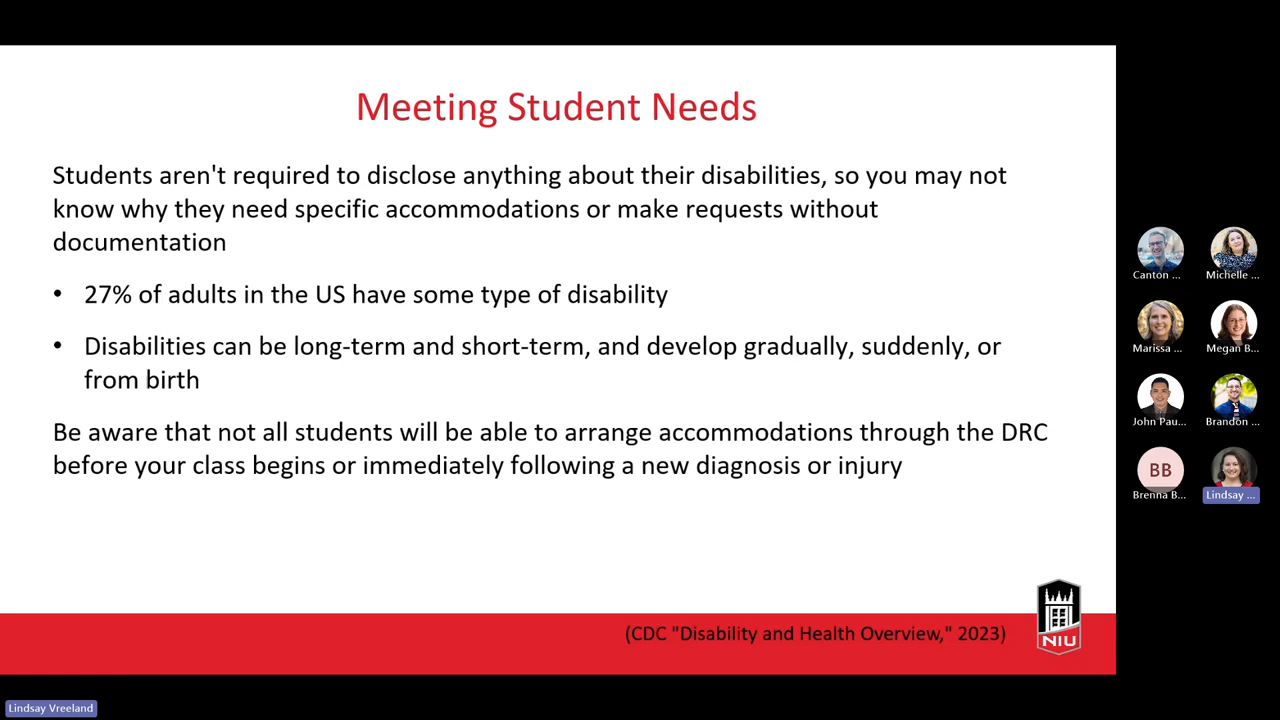 Meeting Student Needs
Students aren't required to disclose anything about their disabilities, so you may not
know why they need specific accommodations or make requests without
documentation
• 27% of adults in the US have some type of disability
• Disabilities can be long-term and short-term, and develop gradually, suddenly, or
from birth
Be aware that not all students will be able to arrange accommodations through the DRC
before your class begins or immediately following a new diagnosis or injury
(CDC "Disability and Health Overview," 2023)
NIU
Canton ...
Michelle ...
Marissa ...
Megan B...
John Pau...
Brandon ...
BB
Brenna B...
Lindsay ...
Lindsay Vreeland